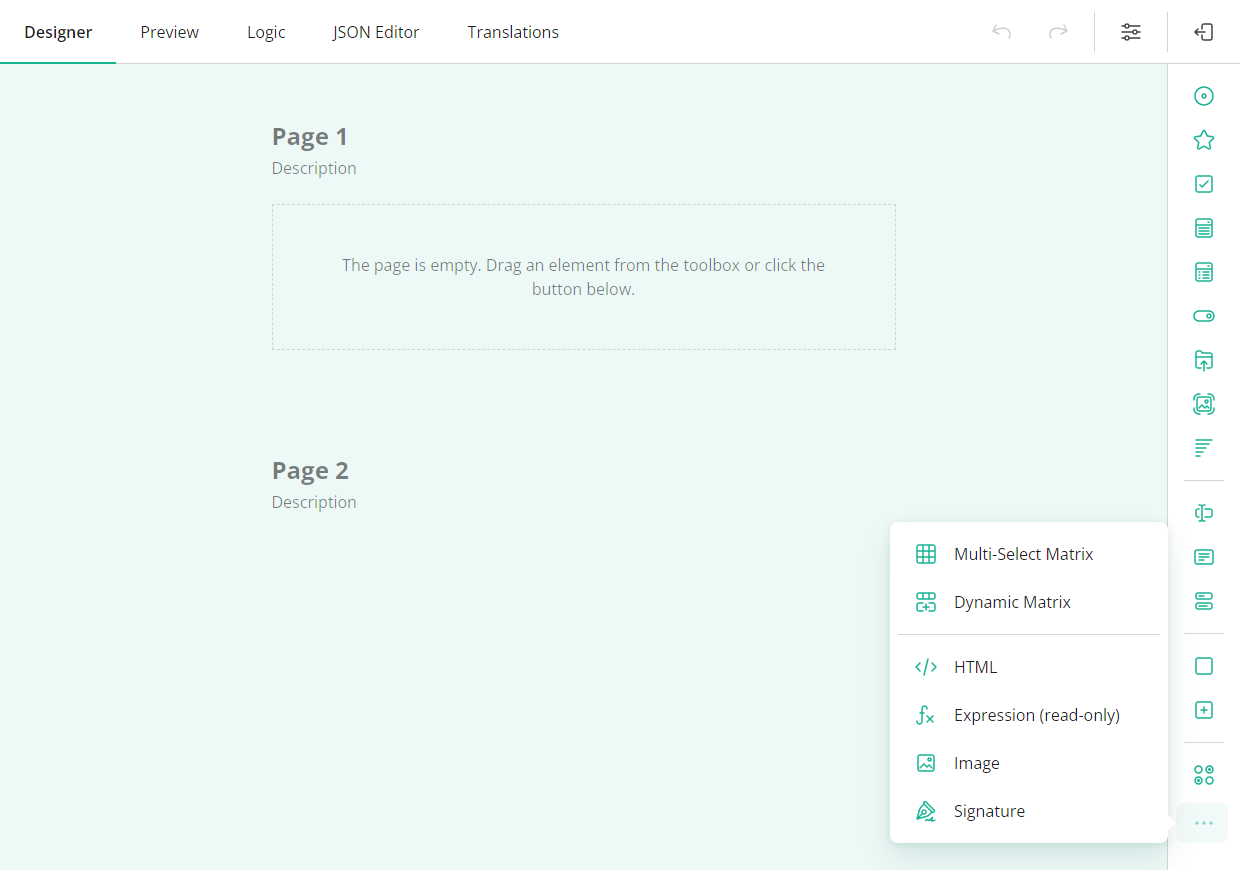 Designer Preview Logic JSON Editor Translations
Page 1
Description
The page is empty. Drag an element from the toolbox or click the
button below.
Page 2
Description
Multi-Select Matrix
Dynamic Matrix
HTML
Expression (read-only)
Image
Signature